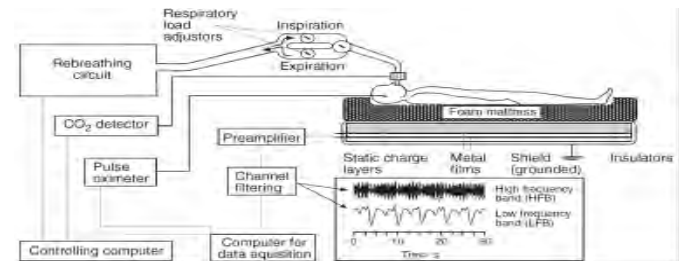 Respiratory
load
adjustors
Inspiration
Expiration
Rebreathing
circuit
CO2 detector
Pulse
oximeter
Controlling computer
Preamplifier
Channel
filtering
Computer for
data aquisition
Foam mattress
Static charge
layers
Metal
films
Shield
(grounded)
Insulators
High frequency
band (HFB)
Low frequency
band (LFB)
0 10 20 30
Time s